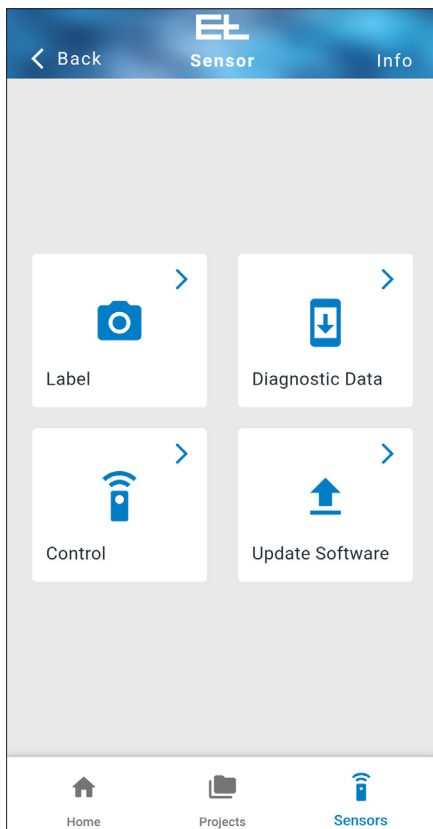 Back
Sensor
Info
Label
Diagnostic Data
Control
Update Software
Home
Projects
Sensors